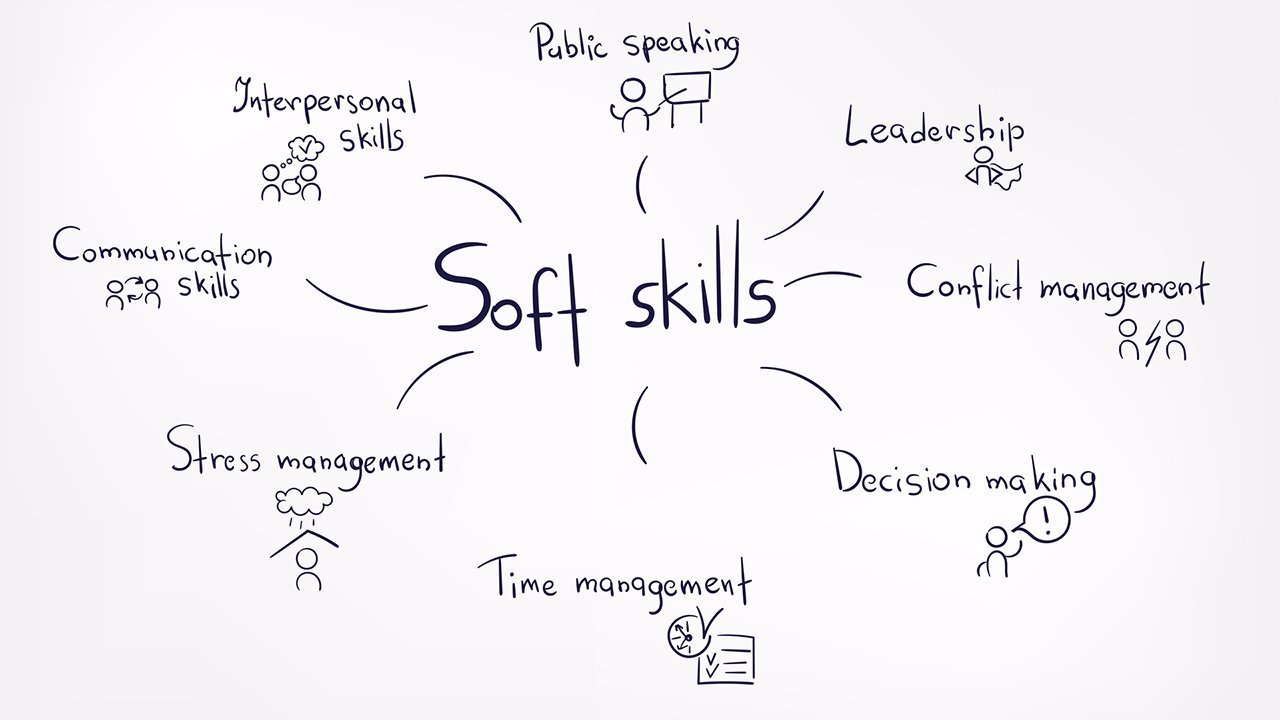 Public speaking
Interpersonal
skills
Leadership
Communication
skills
Soft skills
Conflict management
Stress management
Decision making
!
Time management